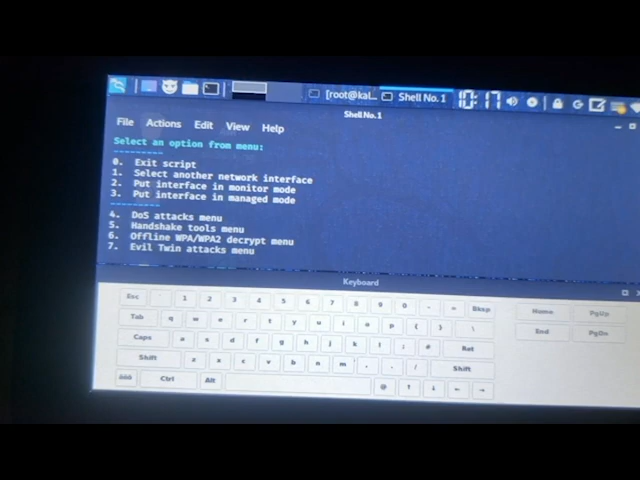 [root@kal... Shell No. 1 10:17
Shell No. 1
File Actions Edit View Help
Select an option from menu:
---------
0. Exit script
1. Select another network interface
2. Put interface in monitor mode
3. Put interface in managed mode
---------
4. DoS attacks menu
5. Handshake tools menu
6. Offline WPA/WPA2 decrypt menu
7. Evil Twin attacks menu
Keyboard
Esc ` 1 2 3 4 5 6 7 8 9 0 - = Bksp Home PgUp
Tab q w e r t y u i o p { } \ End PgDn
Caps a s d f g h j k l ; # Ret
Shift z x c v b n m , . / Shift
Ctrl Alt @ ↑ ↓ ← →